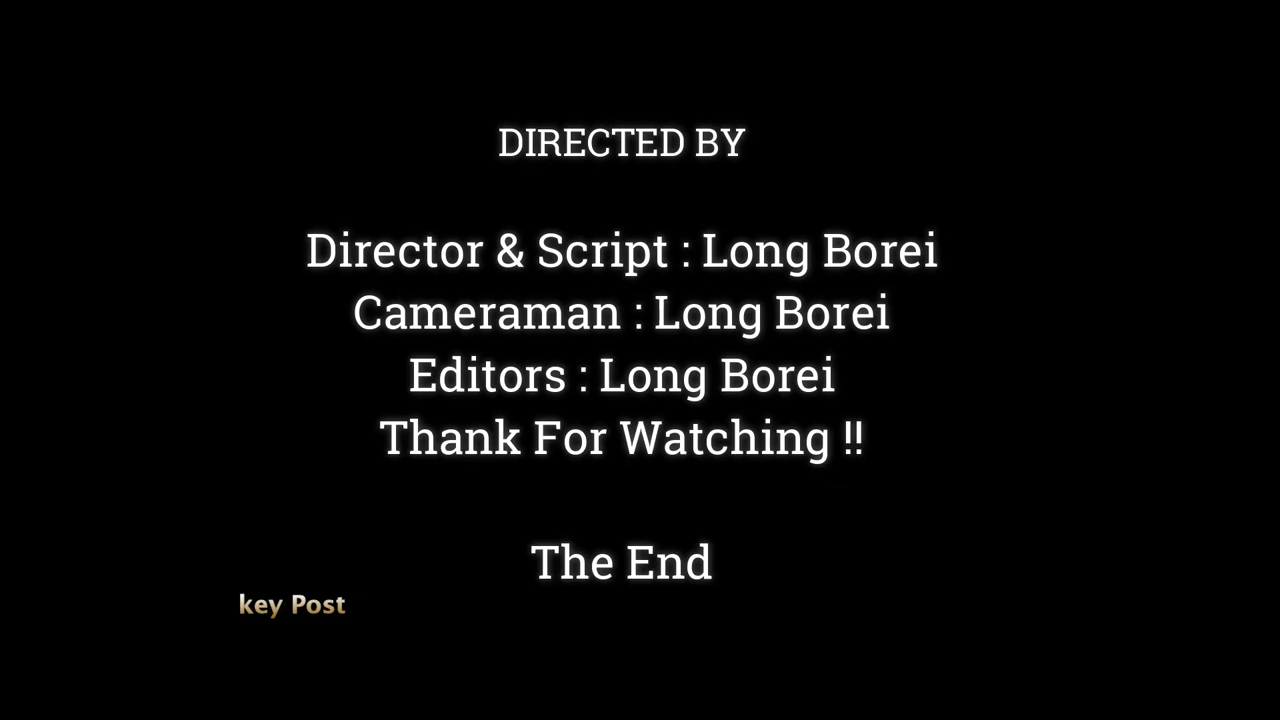 DIRECTED BY
Director & Script : Long Borei
Cameraman : Long Borei
Editors : Long Borei
Thank For Watching !!
The End
key Post